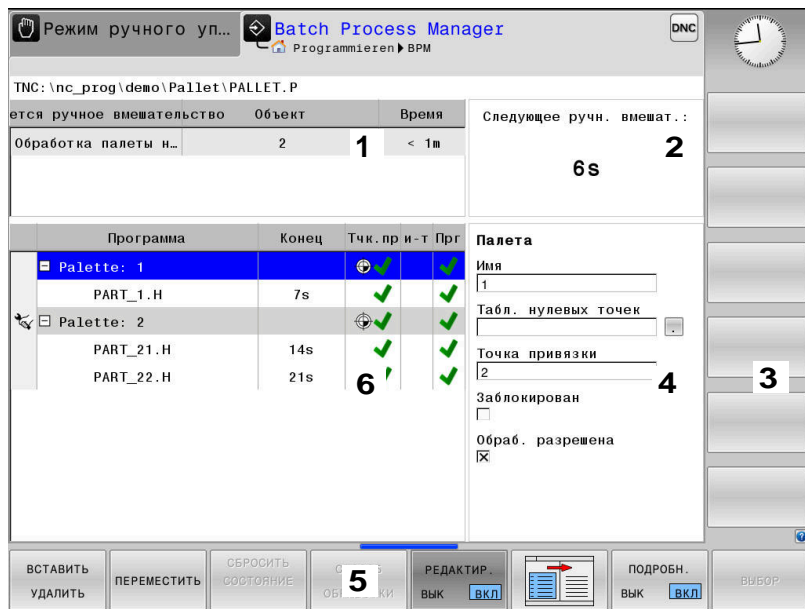 Режим ручного уп…
Batch Process Manager
DNC
Programmieren BPM
TNC:\nc_prog\demo\Pallet\PALLET.P
ется ручное вмешательство Объект Время
Обработка палеты н… 2 1 < 1m
Следующее ручн. вмешат.:
2
6s
Программа Конец Тчк.пр и-т Прг
Palette: 1
PART_1.H 7s
Palette: 2
PART_21.H 14s
PART_22.H 21s
6
Палета
Имя
1
Табл. нулевых точек
.
Точка привязки
2
4
Заблокирован
Обраб. разрешена
3
ВСТАВИТЬ
УДАЛИТЬ
ПЕРЕМЕСТИТЬ
СБРОСИТЬ
СОСТОЯНИЕ
5
РЕДАКТИР.
ВЫК ВКЛ
ПОДРОБН.
ВЫК ВКЛ
ВЫБОР
?